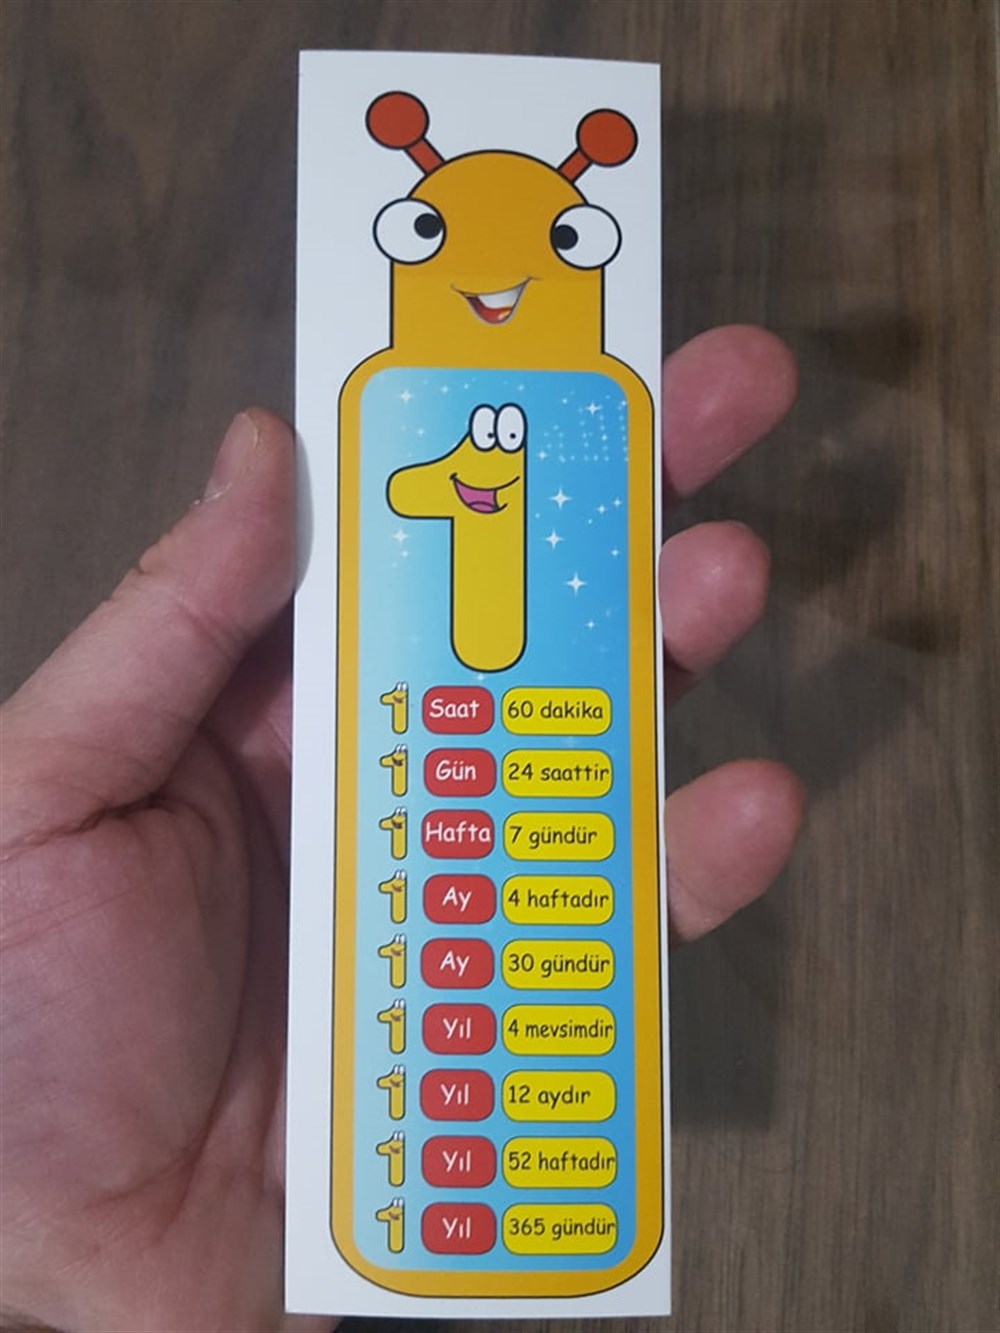 1
1 Saat 60 dakika
1 Gün 24 saattir
1 Hafta 7 gündür
1 Ay 4 haftadır
1 Ay 30 gündür
1 Yıl 4 mevsimdir
1 Yıl 12 aydır
1 Yıl 52 haftadır
1 Yıl 365 gündür